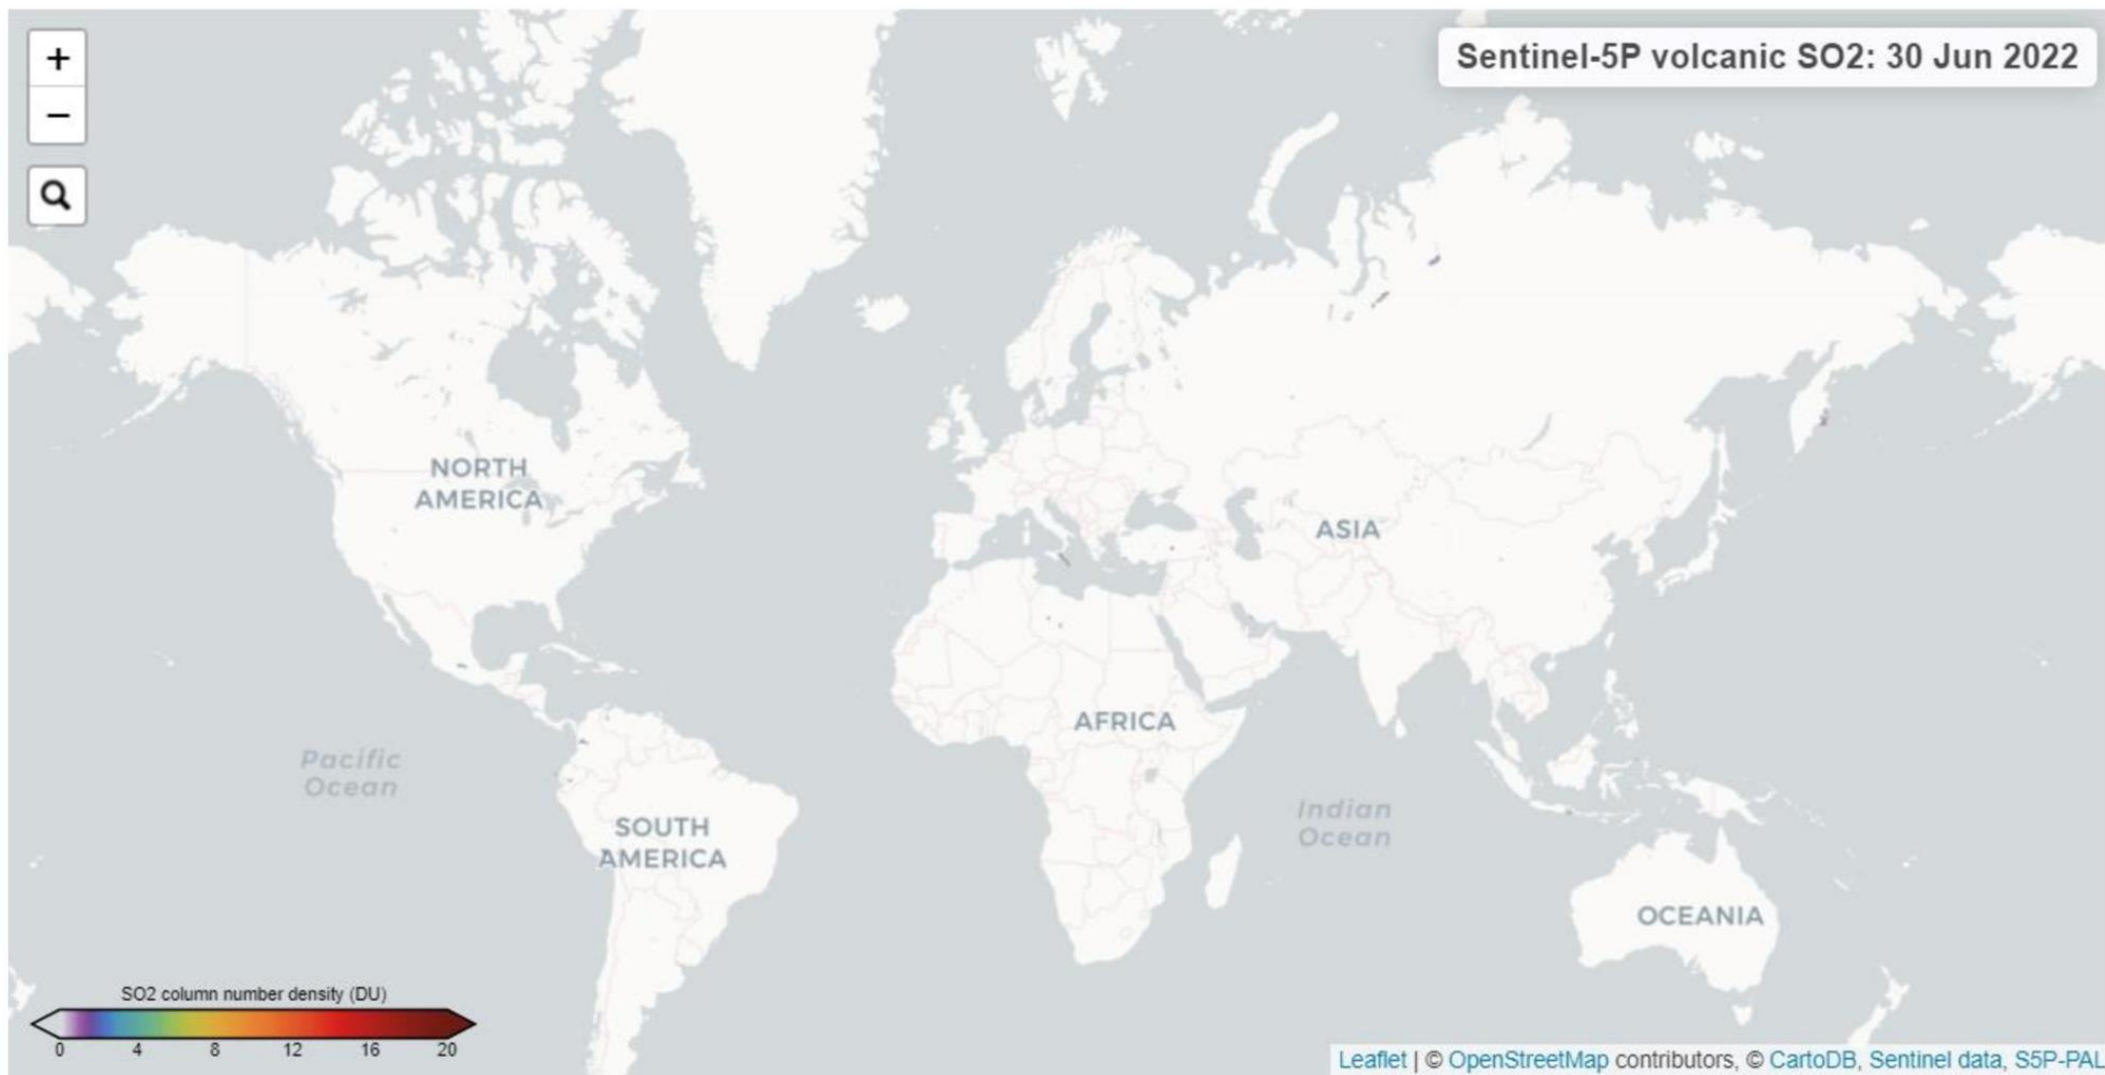 +
Sentinel-5P volcanic SO2: 30 Jun 2022
−
NORTH
AMERICA
ASIA
AFRICA
Pacific
Ocean
Indian
Ocean
SOUTH
AMERICA
OCEANIA
SO2 column number density (DU)
0 4 8 12 16 20
Leaflet | © OpenStreetMap contributors, © CartoDB, Sentinel data, S5P-PAL